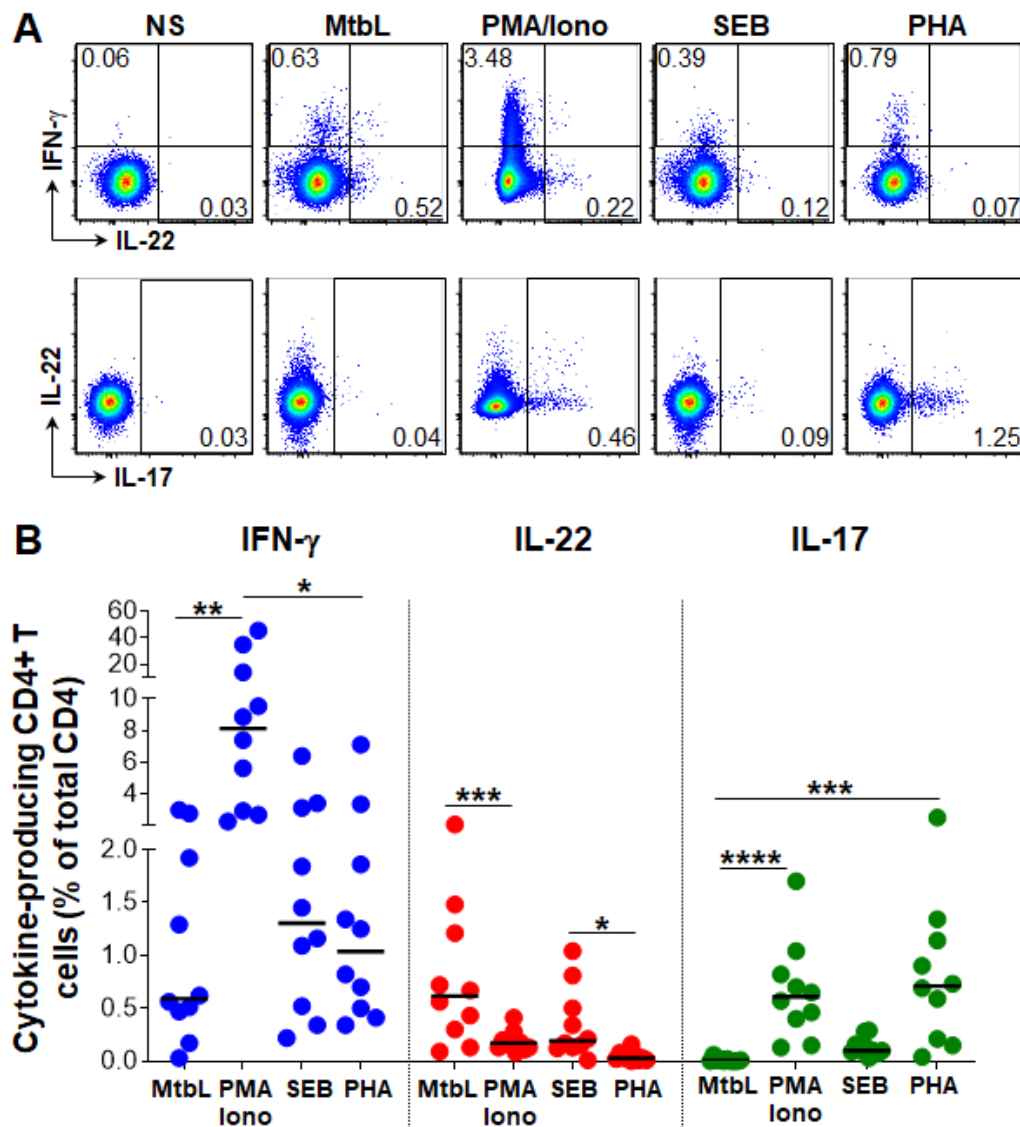 A
NS MtbL PMA/Iono SEB PHA
0.06 0.63 3.48 0.39 0.79
IFN-γ
0.03 0.52 0.22 0.12 0.07
IL-22
IL-22
0.03 0.04 0.46 0.09 1.25
IL-17
B
IFN-γ IL-22 IL-17
Cytokine-producing CD4+ T
cells (% of total CD4)
60
40
20
10
8
6
4
2.0
1.5
1.0
0.5
0.0
** *
*** *
**** ***
MtbL PMA SEB PHA MtbL PMA SEB PHA MtbL PMA SEB PHA
Iono Iono Iono